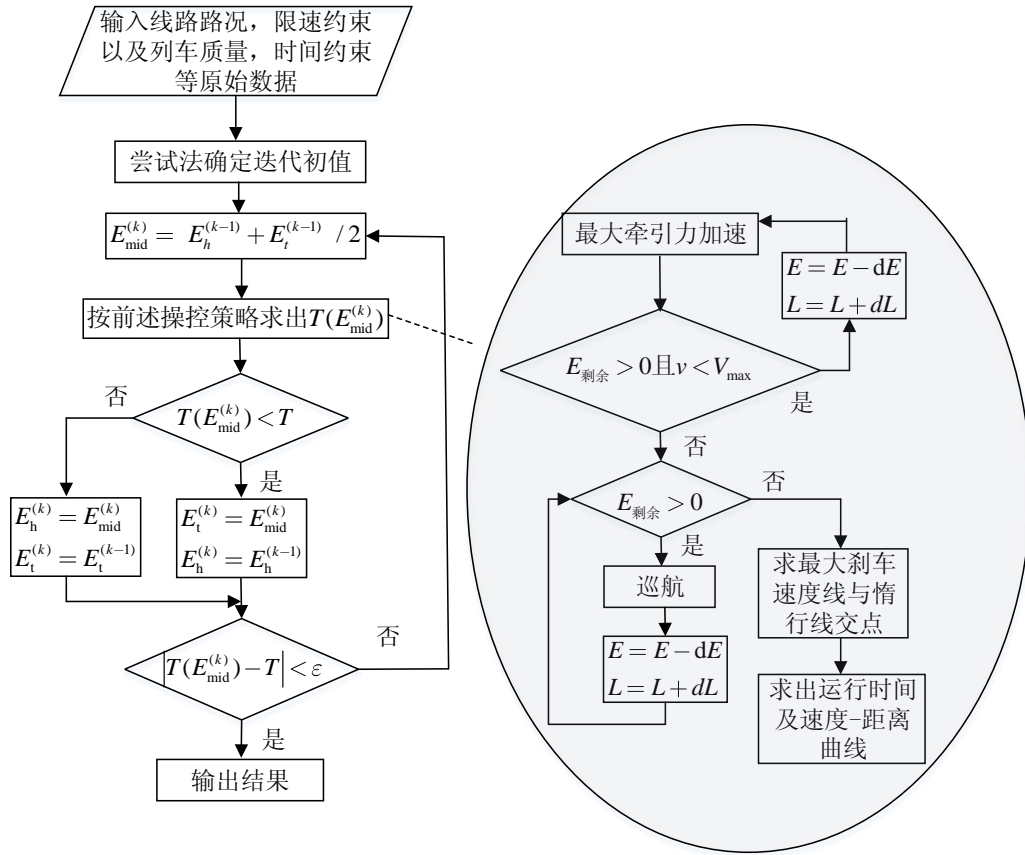 输入线路路况，限速约束
以及列车质量，时间约束
等原始数据
尝试法确定迭代初值
E_mid^(k) = E_h^(k-1) + E_t^(k-1) / 2
按前述操控策略求出T(E_mid^(k))
否
T(E_mid^(k)) < T
是
E_h^(k) = E_mid^(k)
E_t^(k) = E_t^(k-1)
E_t^(k) = E_mid^(k)
E_h^(k) = E_h^(k-1)
否
|T(E_mid^(k)) − T| < ε
是
输出结果
最大牵引力加速
E = E − dE
L = L + dL
E_剩余 > 0且v < V_max
是
否
E_剩余 > 0
否
是
巡航
E = E − dE
L = L + dL
求最大刹车
速度线与惰
行线交点
求出运行时间
及速度-距离
曲线